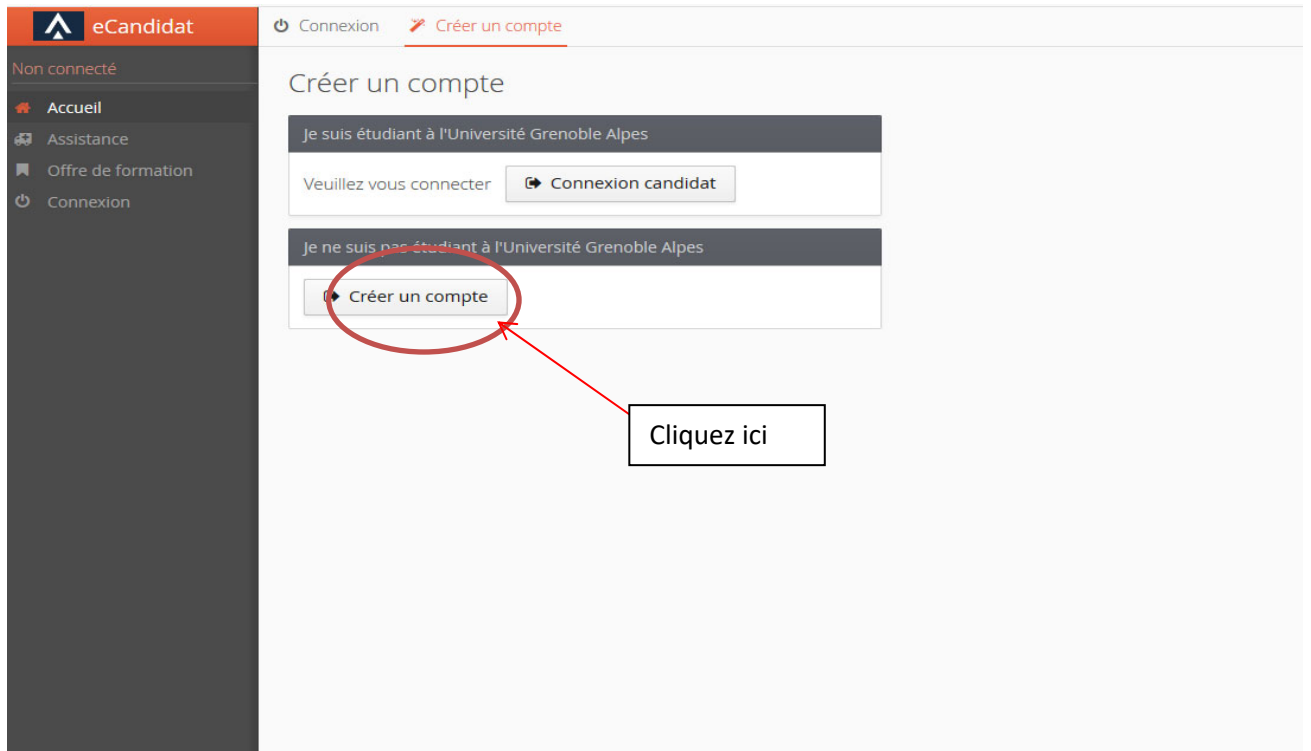 eCandidat
Connexion Créer un compte
Non connecté
Accueil
Assistance
Offre de formation
Connexion
Créer un compte
Je suis étudiant à l'Université Grenoble Alpes
Veuillez vous connecter Connexion candidat
Je ne suis pas étudiant à l'Université Grenoble Alpes
Créer un compte
Cliquez ici